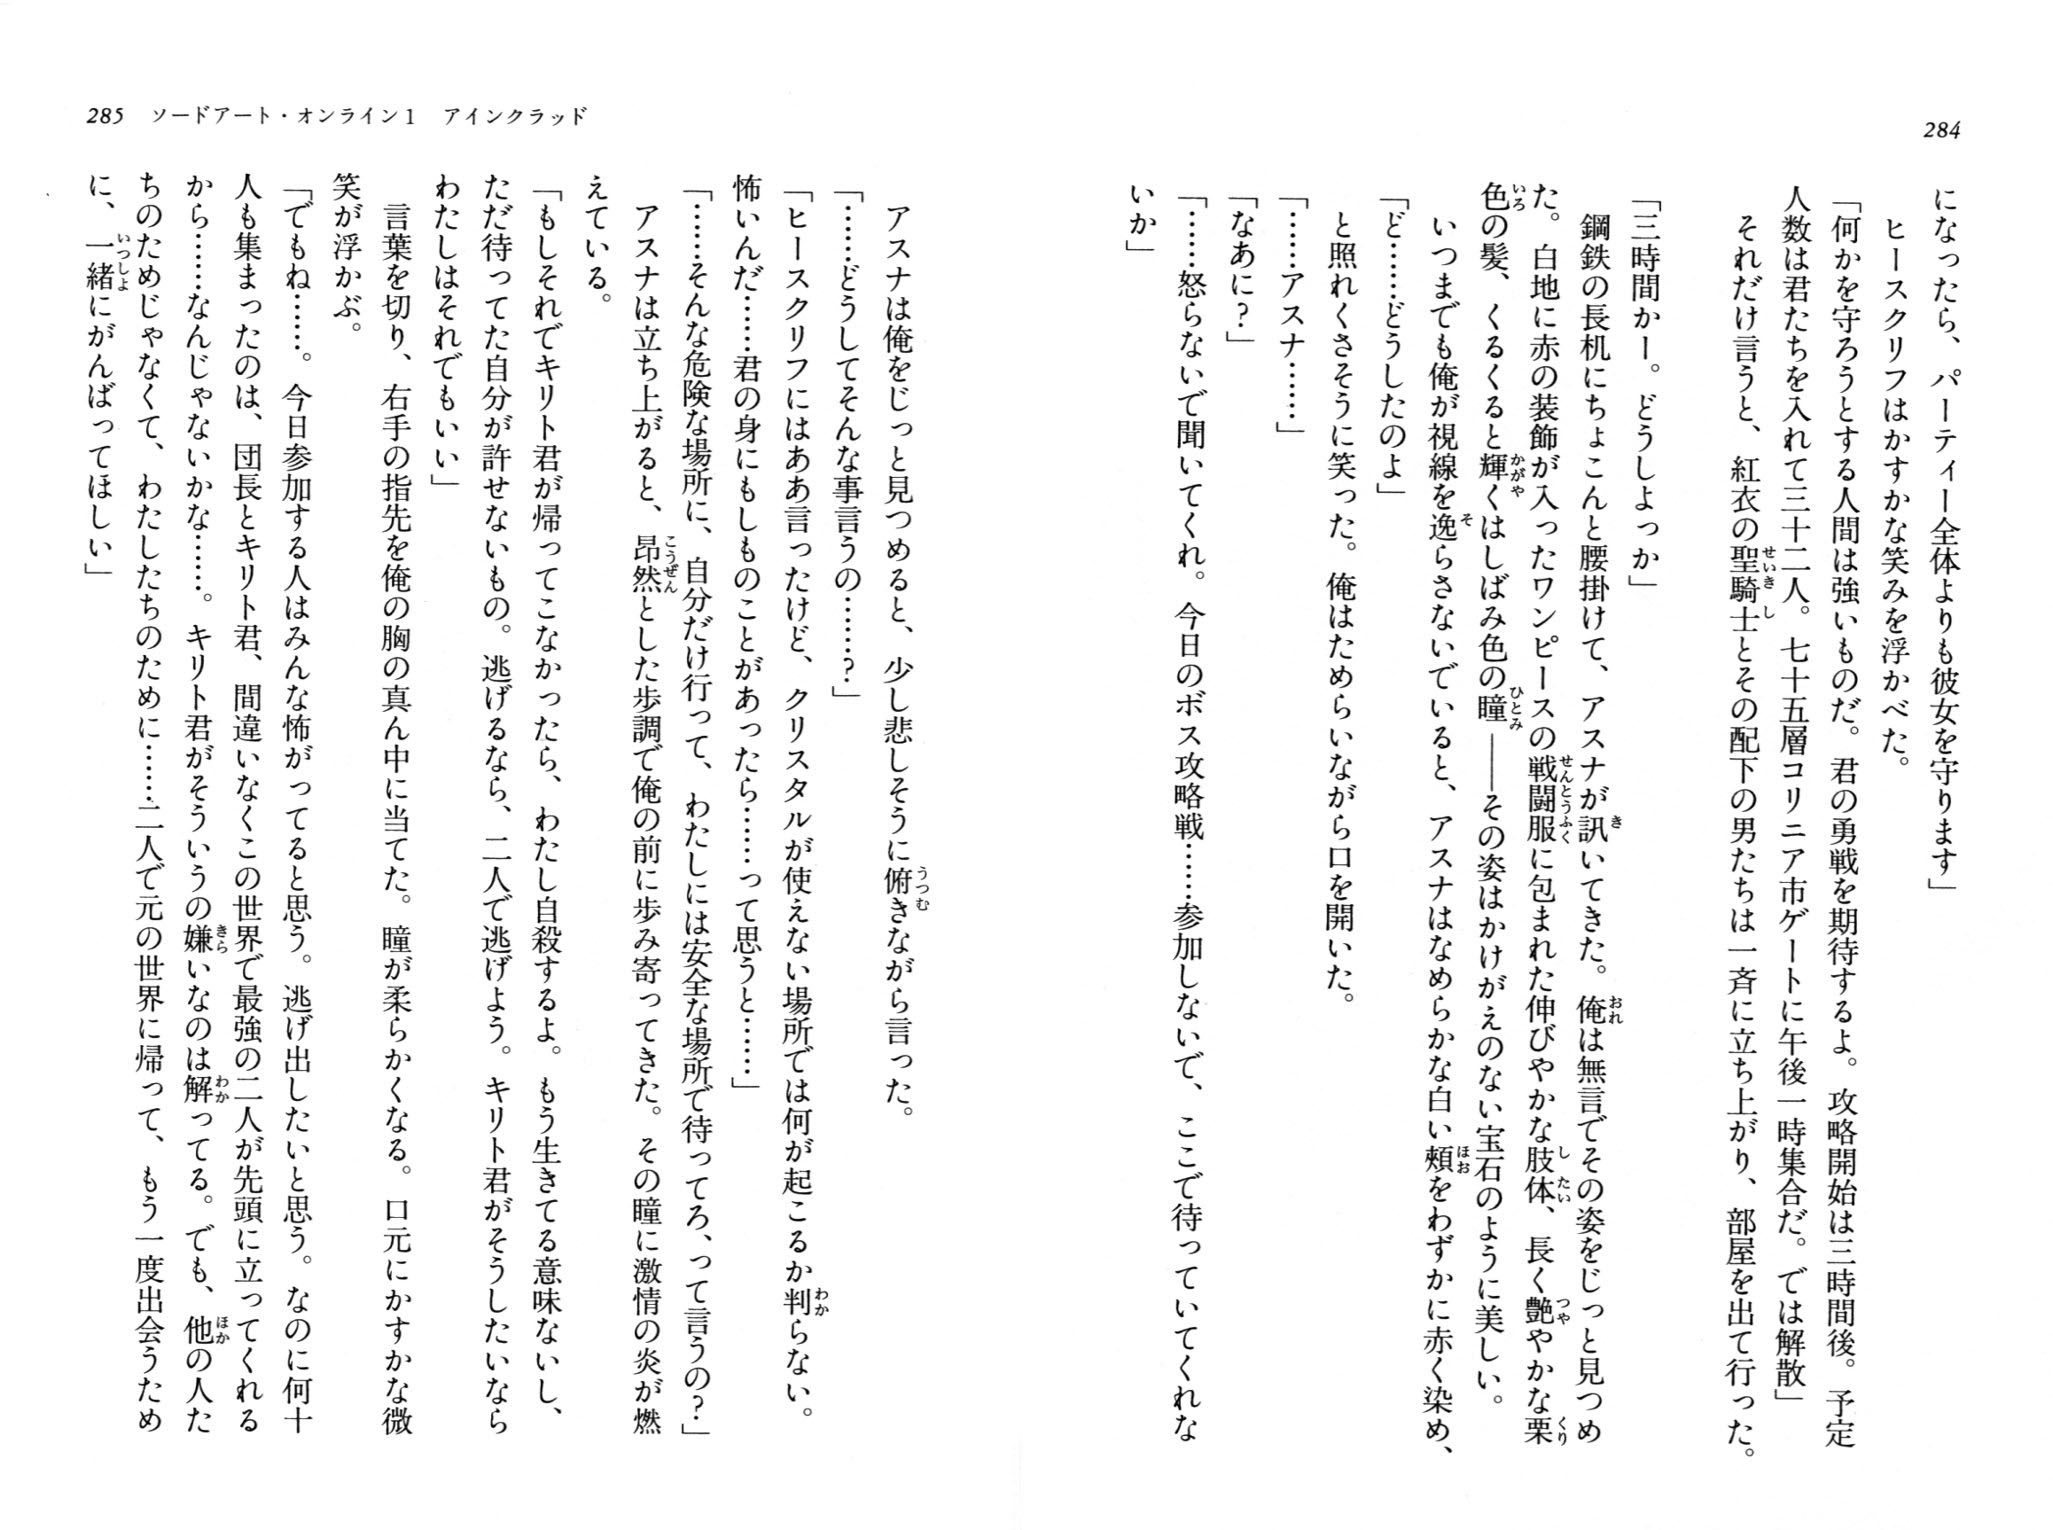 284
になったら、パーティー全体よりも彼女を守ります」
ヒースクリフはかすかな笑みを浮かべた。
「何かを守ろうとする人間は強いものだ。君の勇戦を期待するよ。攻略開始は三時間後。予定
人数は君たちを入れて三十二人。七十五層コリニア市ゲートに午後一時集合だ。では解散」
それだけ言うと、紅衣の聖騎士とその配下の男たちは一斉に立ち上がり、部屋を出て行った。
「三時間かー。どうしよっか」
鋼鉄の長机にちょこんと腰掛けて、アスナが訊いてきた。俺は無言でその姿をじっと見つめ
た。白地に赤の装飾が入ったワンピースの戦闘服に包まれた伸びやかな肢体、長く艶やかな栗
色の髪、くるくると輝くはしばみ色の瞳――その姿はかけがえのない宝石のように美しい。
いつまでも俺が視線を逸らさないでいると、アスナはなめらかな白い頰をわずかに赤く染め、
「ど……どうしたのよ」
と照れくさそうに笑った。俺はためらいながら口を開いた。
「……アスナ……」
「なあに？」
「……怒らないで聞いてくれ。今日のボス攻略戦……参加しないで、ここで待っていてくれな
いか」
285 ソードアート・オンライン1 アインクラッド
アスナは俺をじっと見つめると、少し悲しそうに俯きながら言った。
「……どうしてそんな事言うの……？」
「ヒースクリフにはああ言ったけど、クリスタルが使えない場所では何が起こるか判らない。
怖いんだ……君の身にもしものことがあったら……って思うと……」
「……そんな危険な場所に、自分だけ行って、わたしには安全な場所で待ってろ、って言うの？」
アスナは立ち上がると、昂然とした歩調で俺の前に歩み寄ってきた。その瞳に激情の炎が燃
えている。
「もしそれでキリト君が帰ってこなかったら、わたし自殺するよ。もう生きてる意味ないし、
ただ待ってた自分が許せないもの。逃げるなら、二人で逃げよう。キリト君がそうしたいなら
わたしはそれでもいい」
言葉を切り、右手の指先を俺の胸の真ん中に当てた。瞳が柔らかくなる。口元にかすかな微
笑が浮かぶ。
「でもね……。今日参加する人はみんな怖がってると思う。逃げ出したいと思う。なのに何十
人も集まったのは、団長とキリト君、間違いなくこの世界で最強の二人が先頭に立ってくれる
から……なんじゃないかな……。キリト君がそういうの嫌いなのは解ってる。でも、他の人た
ちのためじゃなくて、わたしたちのために……二人で元の世界に帰って、もう一度出会うため
に、一緒にがんばってほしい」